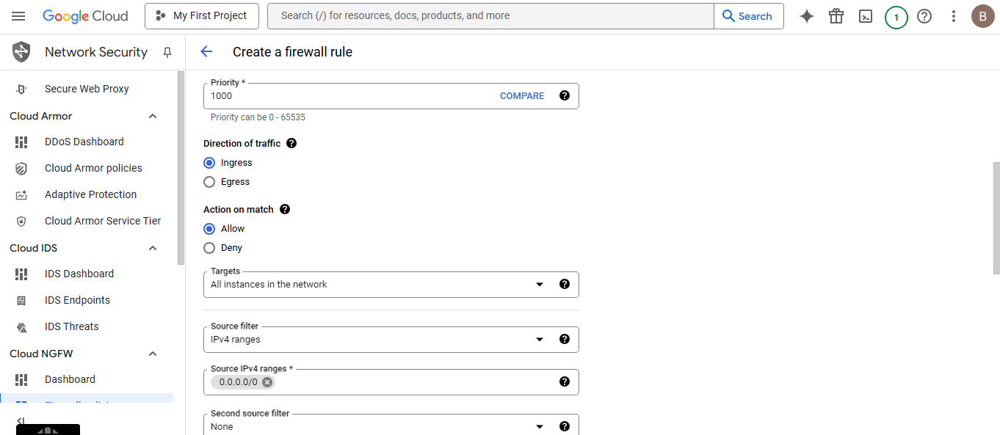 Google Cloud
My First Project
Search (/) for resources, docs, products, and more
Search
1
B
Network Security
Create a firewall rule
Secure Web Proxy
Cloud Armor
DDoS Dashboard
Cloud Armor policies
Adaptive Protection
Cloud Armor Service Tier
Cloud IDS
IDS Dashboard
IDS Endpoints
IDS Threats
Cloud NGFW
Dashboard
Priority *
1000
COMPARE
Priority can be 0 - 65535
Direction of traffic
Ingress
Egress
Action on match
Allow
Deny
Targets
All instances in the network
Source filter
IPv4 ranges
Source IPv4 ranges *
0.0.0.0/0
Second source filter
None